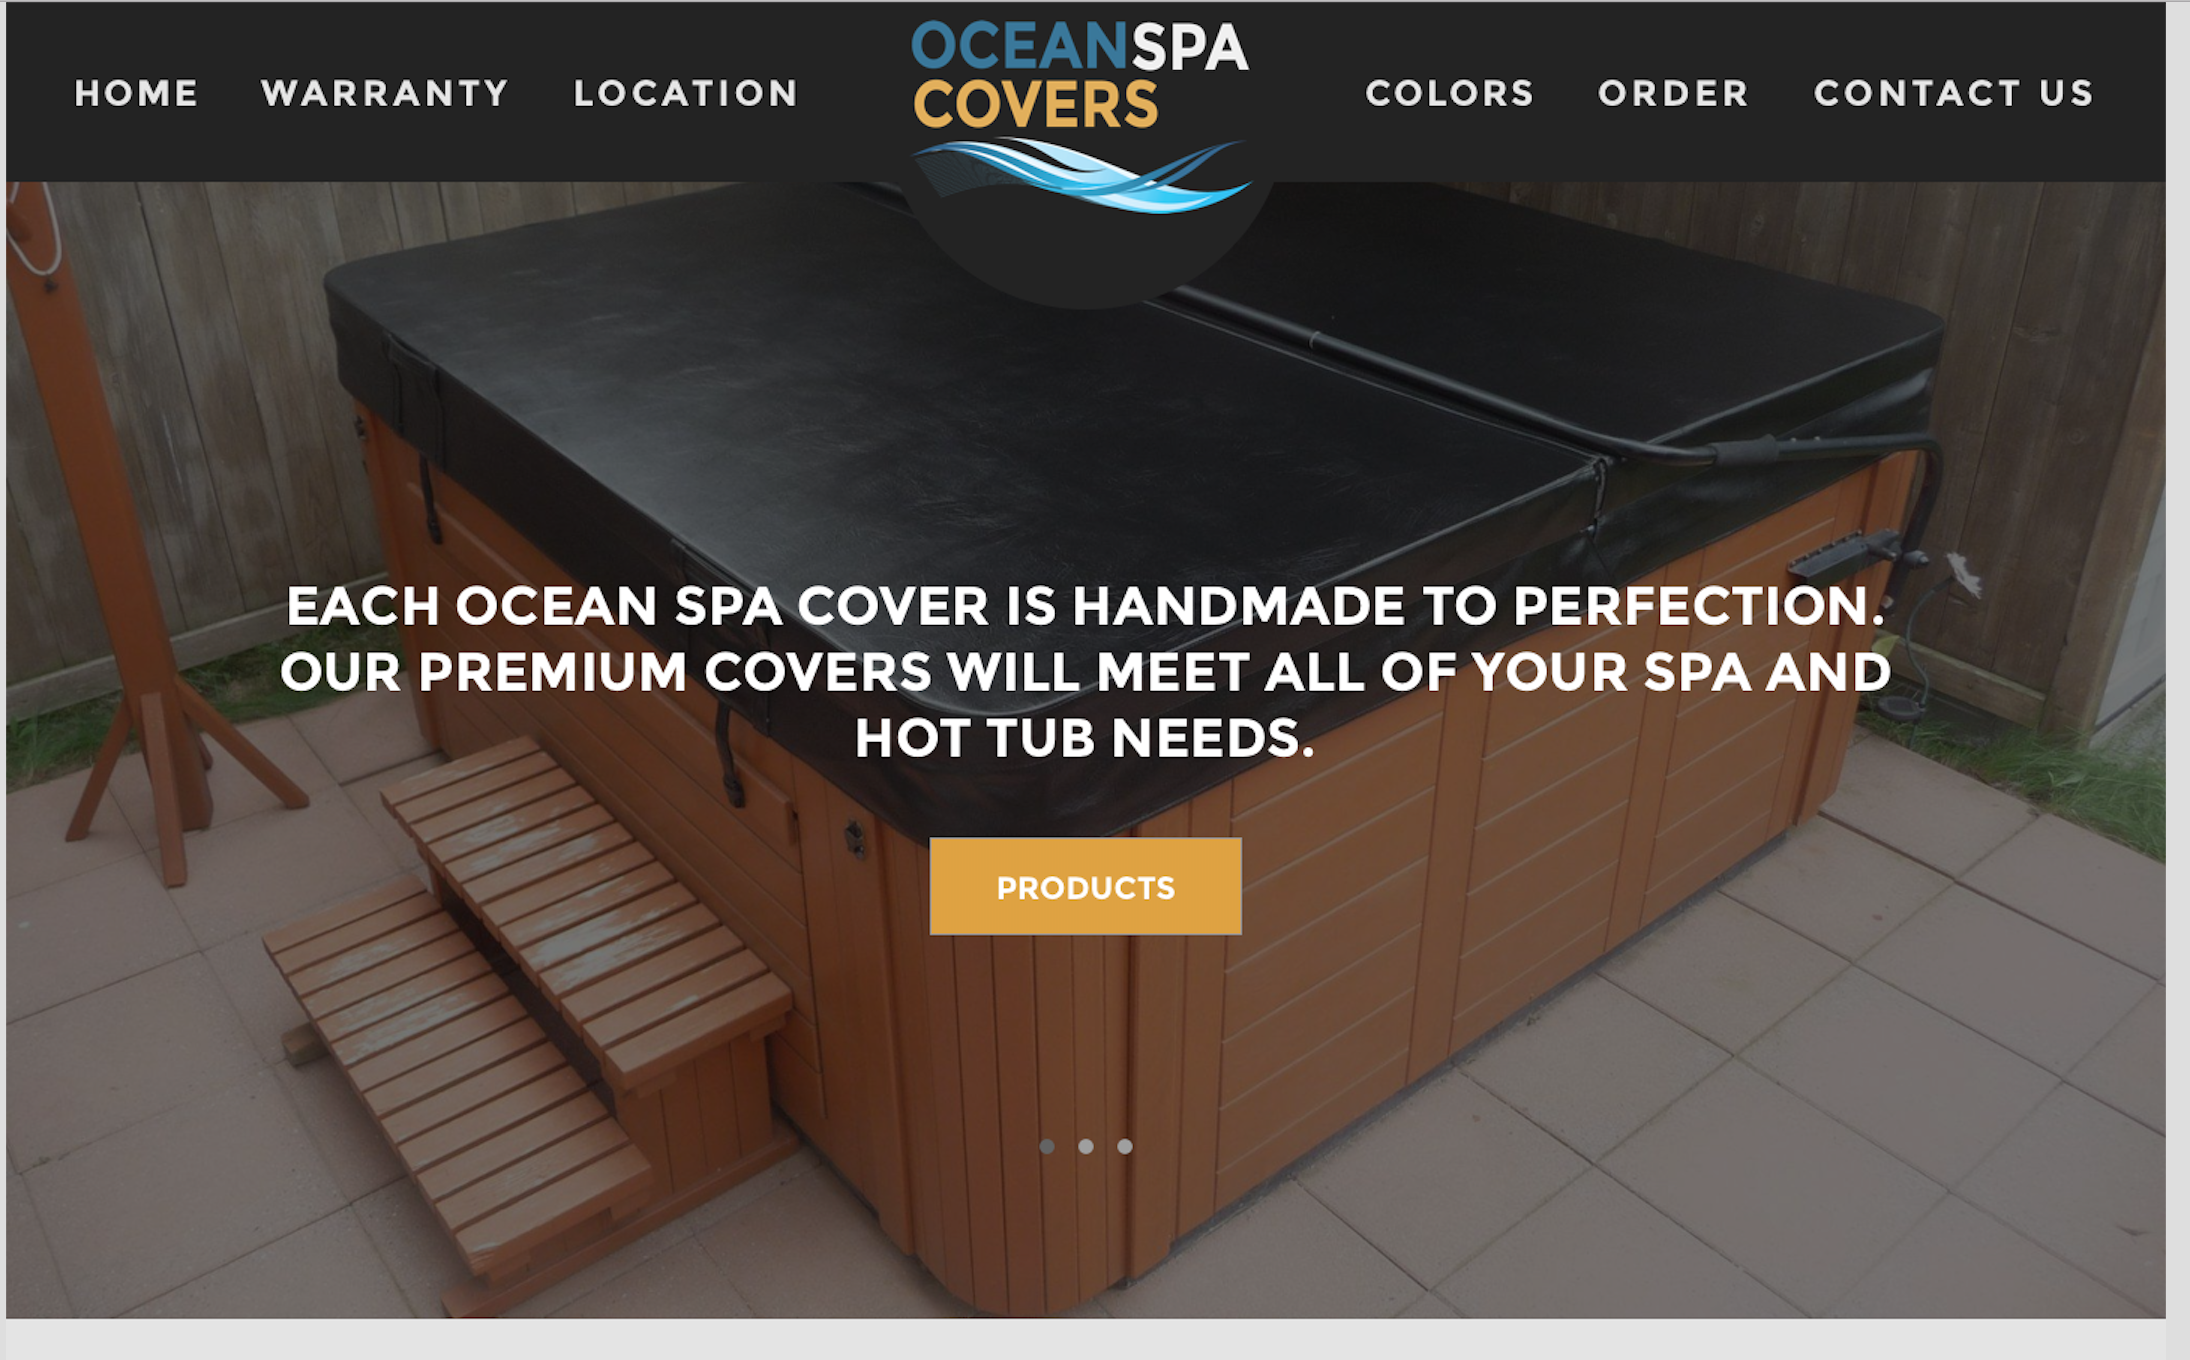 HOME
WARRANTY
LOCATION
OCEANSPA
COVERS
COLORS
ORDER
CONTACT US
EACH OCEAN SPA COVER IS HANDMADE TO PERFECTION.
OUR PREMIUM COVERS WILL MEET ALL OF YOUR SPA AND
HOT TUB NEEDS.
PRODUCTS